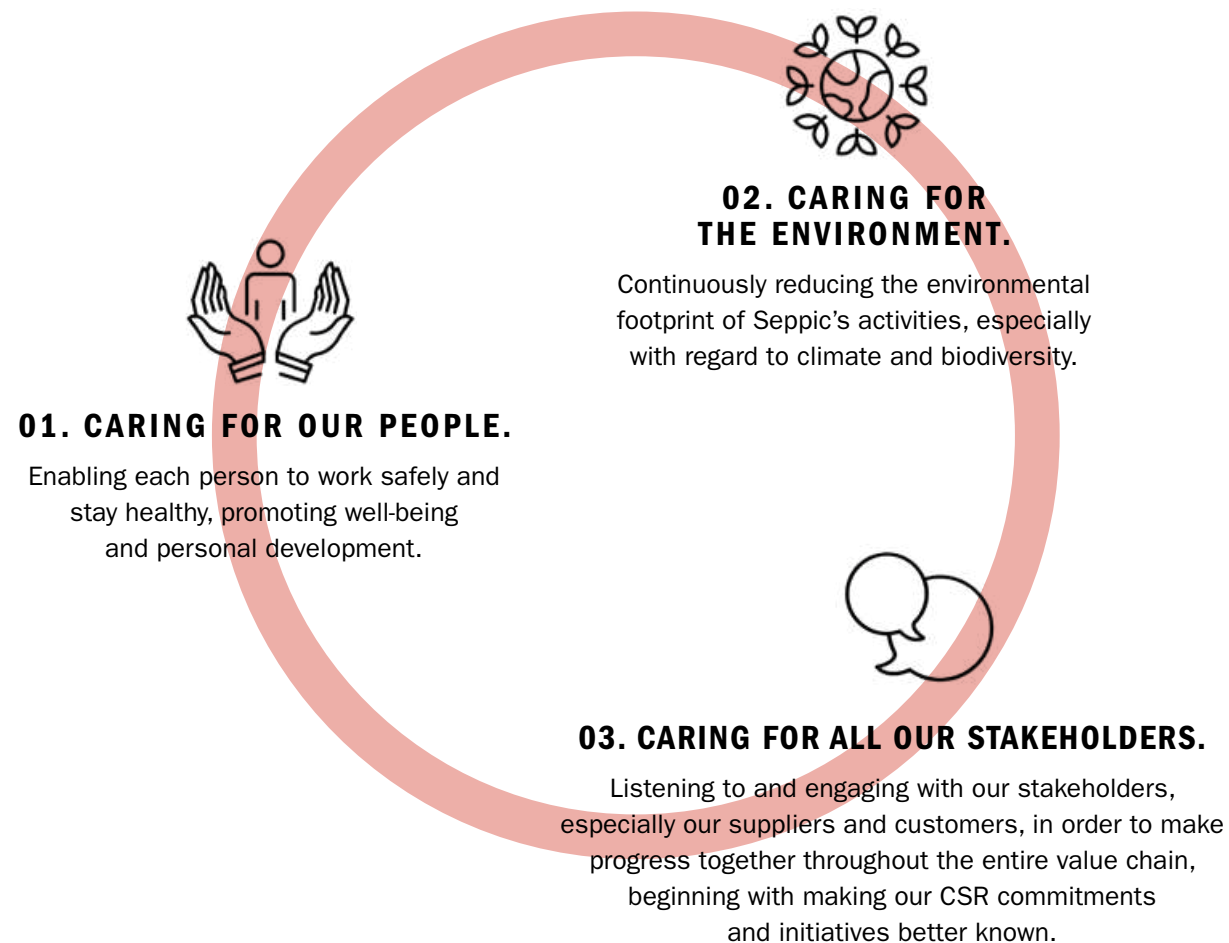 01. CARING FOR OUR PEOPLE.
Enabling each person to work safely and
stay healthy, promoting well-being
and personal development.
02. CARING FOR
THE ENVIRONMENT.
Continuously reducing the environmental
footprint of Seppic’s activities, especially
with regard to climate and biodiversity.
03. CARING FOR ALL OUR STAKEHOLDERS.
Listening to and engaging with our stakeholders,
especially our suppliers and customers, in order to make
progress together throughout the entire value chain,
beginning with making our CSR commitments
and initiatives better known.